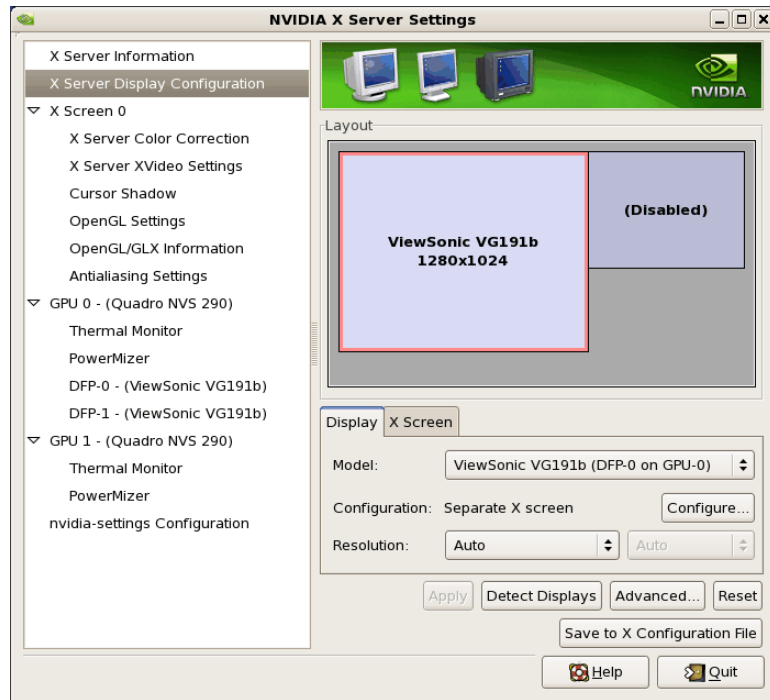 NVIDIA X Server Settings
X Server Information
X Server Display Configuration
X Screen 0
X Server Color Correction
X Server XVideo Settings
Cursor Shadow
OpenGL Settings
OpenGL/GLX Information
Antialiasing Settings
GPU 0 - (Quadro NVS 290)
Thermal Monitor
PowerMizer
DFP-0 - (ViewSonic VG191b)
DFP-1 - (ViewSonic VG191b)
GPU 1 - (Quadro NVS 290)
Thermal Monitor
PowerMizer
nvidia-settings Configuration
NVIDIA
Layout
ViewSonic VG191b
1280x1024
(Disabled)
Display X Screen
Model: ViewSonic VG191b (DFP-0 on GPU-0)
Configuration: Separate X screen Configure...
Resolution: Auto Auto
Apply Detect Displays Advanced... Reset
Save to X Configuration File
Help Quit